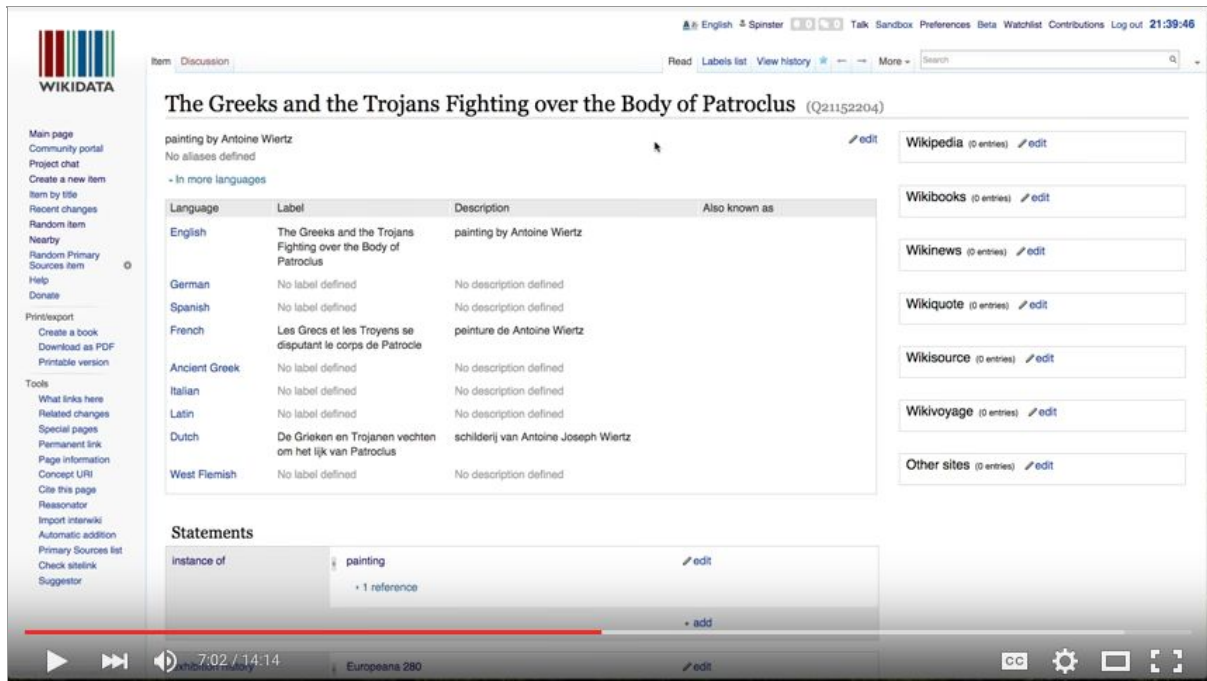 English Spinster 0 0 Talk Sandbox Preferences Beta Watchlist Contributions Log out 21:39:46
WIKIDATA
Item Discussion
Read Labels list View history More Search
The Greeks and the Trojans Fighting over the Body of Patroclus (Q21152204)
painting by Antoine Wiertz
edit
No aliases defined
In more languages
Language Label Description Also known as
English The Greeks and the Trojans painting by Antoine Wiertz
Fighting over the Body of
Patroclus
German No label defined No description defined
Spanish No label defined No description defined
French Les Grecs et les Troyens se peinture de Antoine Wiertz
disputant le corps de Patrocle
Ancient Greek No label defined No description defined
Italian No label defined No description defined
Latin No label defined No description defined
Dutch De Grieken en Trojanen vechten schilderij van Antoine Joseph Wiertz
om het lijk van Patroclus
West Flemish No label defined No description defined
Statements
instance of painting edit
1 reference
+ add
exhibition history Europeana 280 edit
Wikipedia (0 entries) edit
Wikibooks (0 entries) edit
Wikinews (0 entries) edit
Wikiquote (0 entries) edit
Wikisource (0 entries) edit
Wikivoyage (0 entries) edit
Other sites (0 entries) edit
Main page
Community portal
Project chat
Create a new item
Item by title
Recent changes
Random item
Nearby
Random Primary
Sources item
Help
Donate
Print/export
Create a book
Download as PDF
Printable version
Tools
What links here
Related changes
Special pages
Permanent link
Page information
Concept URI
Cite this page
Reasonator
Import interwiki
Automatic addition
Primary Sources list
Check sitelink
Suggestor
7:02 / 14:14
CC